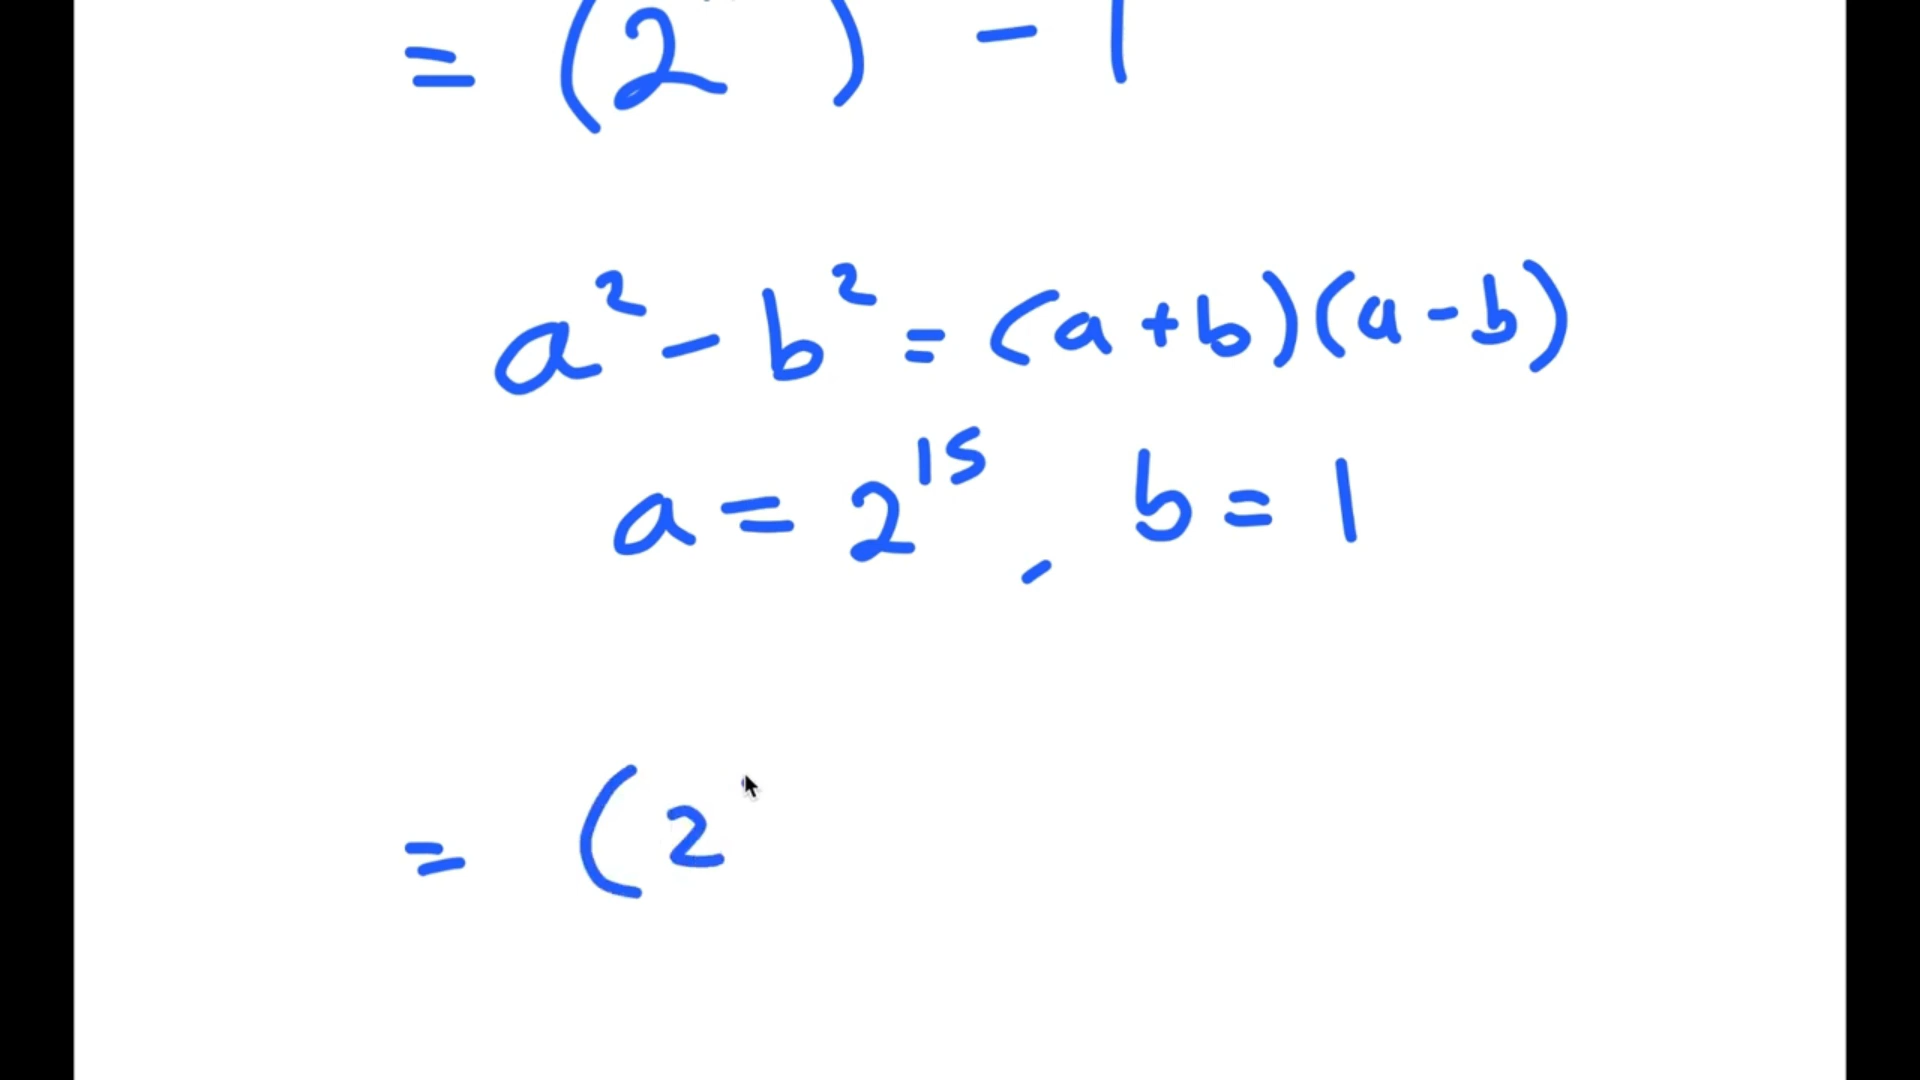 = (2 ) - 1
a² - b² = (a + b)(a - b)
a = 2¹⁵, b = 1
= (2